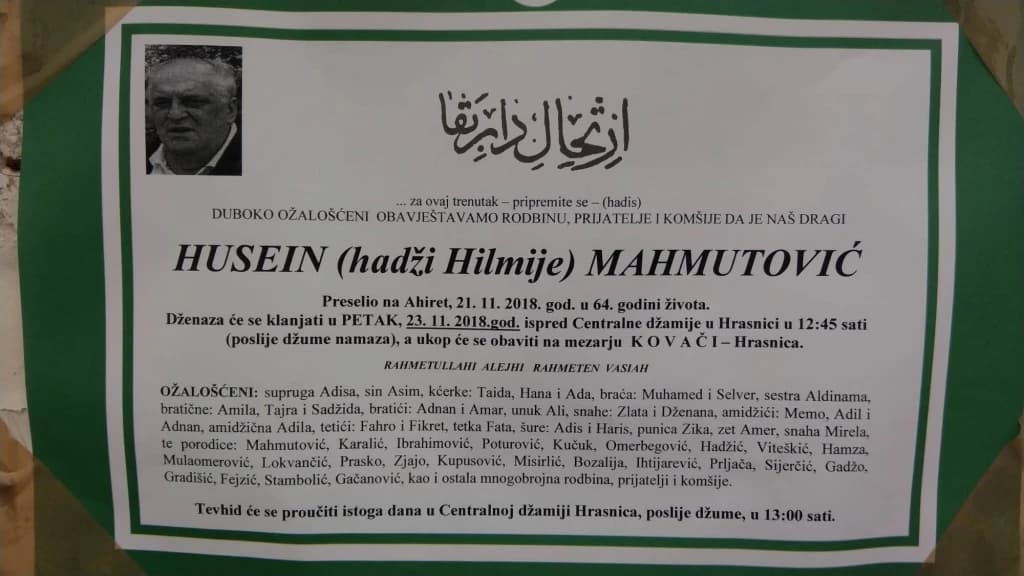 ارتحال دار بقا
... za ovaj trenutak – pripremite se – (hadis)
DUBOKO OŽALOŠĆENI OBAVJEŠTAVAMO RODBINU, PRIJATELJE I KOMŠIJE DA JE NAŠ DRAGI
HUSEIN (hadži Hilmije) MAHMUTOVIĆ
Preselio na Ahiret, 21. 11. 2018. god. u 64. godini života.
Dženaza će se klanjati u PETAK, 23. 11. 2018.god. ispred Centralne džamije u Hrasnici u 12:45 sati
(poslije džume namaza), a ukop će se obaviti na mezarju K O V A Č I – Hrasnica.
RAHMETULLAHI ALEJHI RAHMETEN VASIAH
OŽALOŠĆENI: supruga Adisa, sin Asim, kćerke: Taida, Hana i Ada, braća: Muhamed i Selver, sestra Aldinama,
bratične: Amila, Tajra i Sadžida, bratići: Adnan i Amar, unuk Ali, snahe: Zlata i Dženana, amidžići: Memo, Adil i
Adnan, amidžična Adila, tetići: Fahro i Fikret, tetka Fata, šure: Adis i Haris, punica Zika, zet Amer, snaha Mirela,
te porodice: Mahmutović, Karalić, Ibrahimović, Poturović, Kučuk, Omerbegović, Hadžić, Viteškić, Hamza,
Mulaomerović, Lokvančić, Prasko, Zjajo, Kupusović, Misirlić, Bozalija, Ihtijarević, Prljača, Sijerčić, Gadžo,
Gradišić, Fejzić, Stambolić, Gačanović, kao i ostala mnogobrojna rodbina, prijatelji i komšije.
Tevhid će se proučiti istoga dana u Centralnoj džamiji Hrasnica, poslije džume, u 13:00 sati.